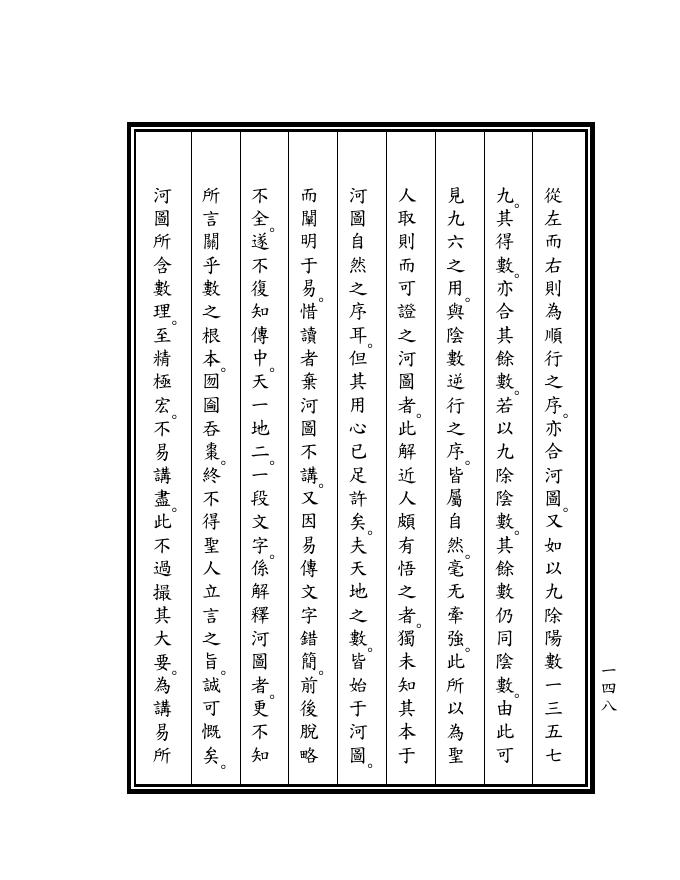 從左而右則為順行之序。亦合河圖。又如以九除陽數一三五七
九。其得數。亦合其餘數。若以九除陰數。其餘數仍同陰數。由此可
見九六之用。與陰數逆行之序。皆屬自然。毫无牽強。此所以為聖
人取則而可證之河圖者。此解近人頗有悟之者。獨未知其本于
河圖自然之序耳。但其用心已足許矣。夫天地之數。皆始于河圖。
而闡明于易。惜讀者棄河圖不講。又因易傳文字錯簡。前後脫略
不全。遂不復知傳中。天一地二。一段文字。係解釋河圖者。更不知
所言關乎數之根本。囫圇吞棗。終不得聖人立言之旨。誠可慨矣。
河圖所含數理。至精極宏。不易講盡。此不過撮其大要。為講易所
一四八